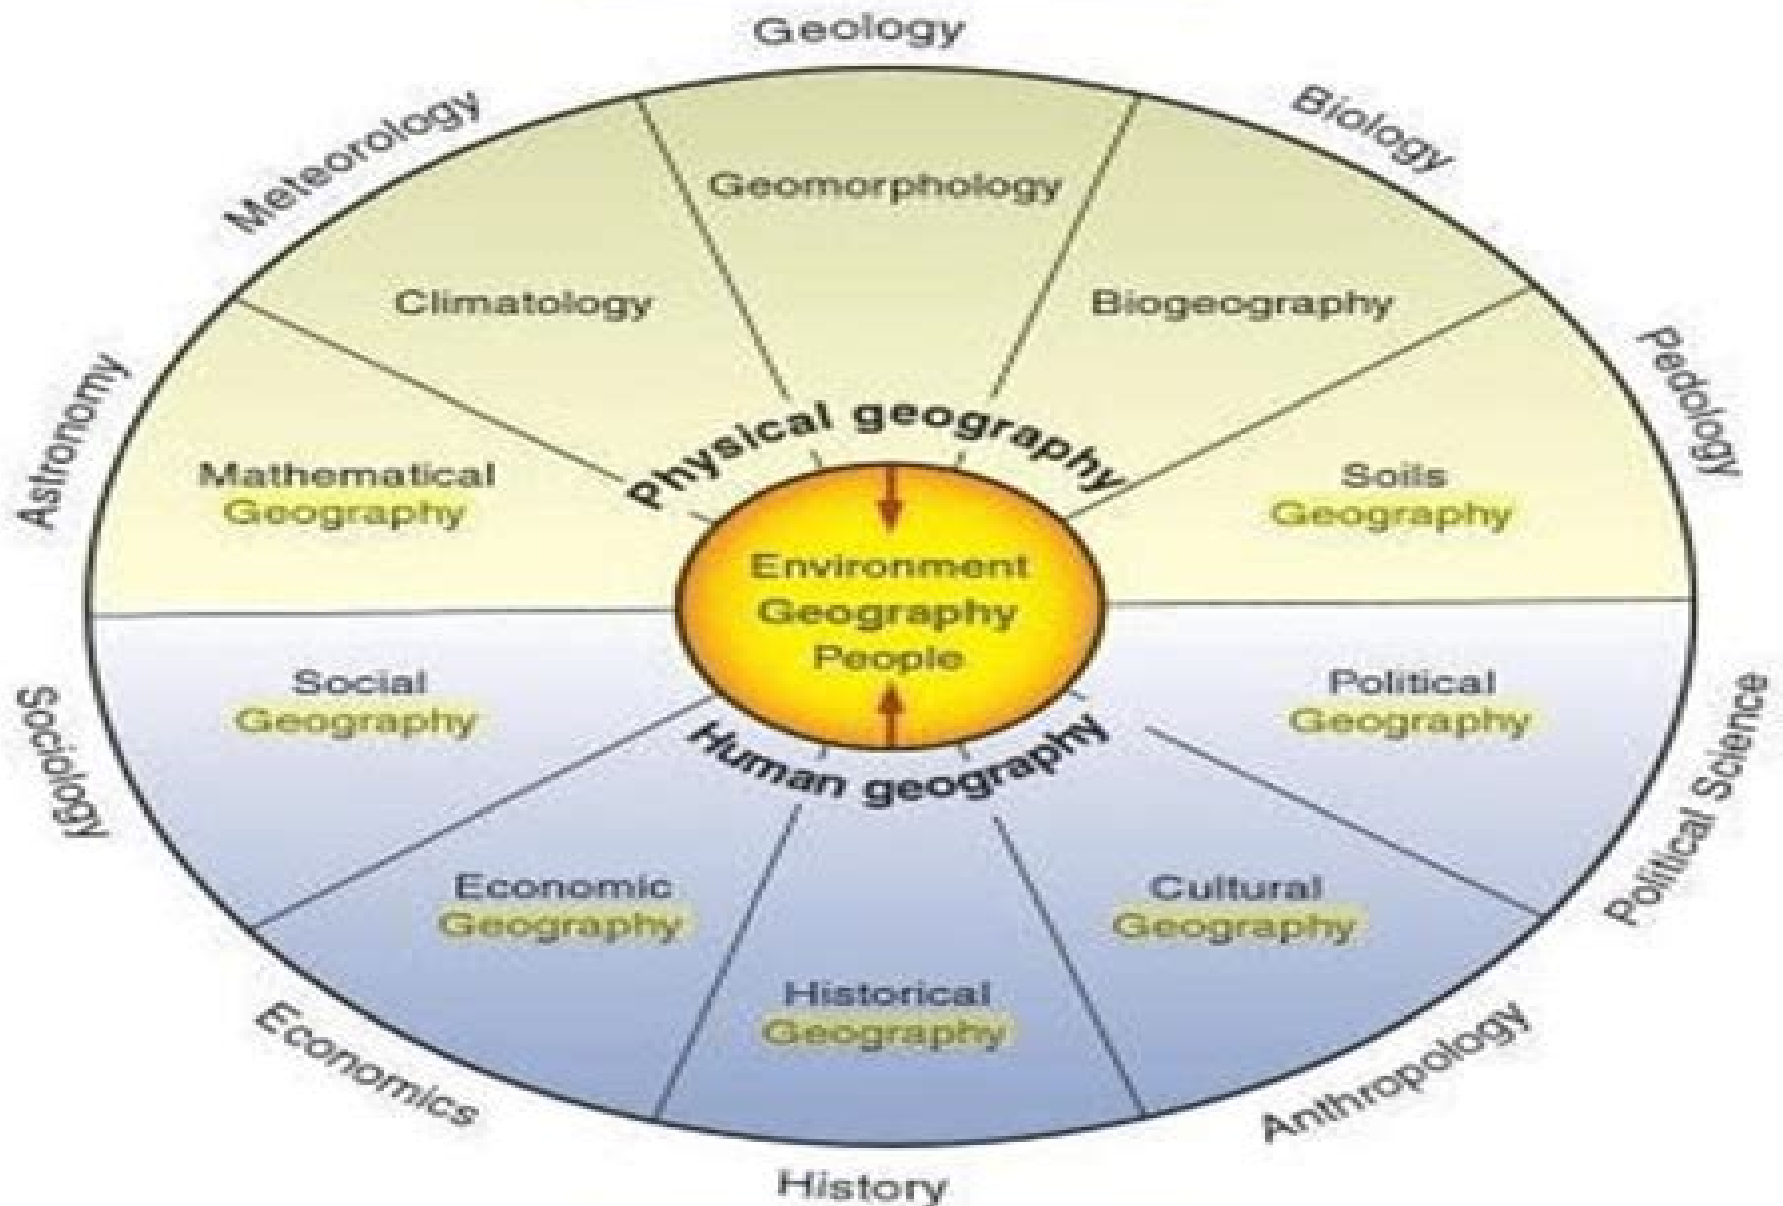 Geology
Meteorology
Biology
Geomorphology
Climatology
Biogeography
Astronomy
Pedology
Physical geography
Mathematical
Geography
Soils
Geography
Environment
Geography
People
Social
Geography
Political
Geography
Sociology
Political Science
Human geography
Economic
Geography
Cultural
Geography
Historical
Geography
Economics
Anthropology
History